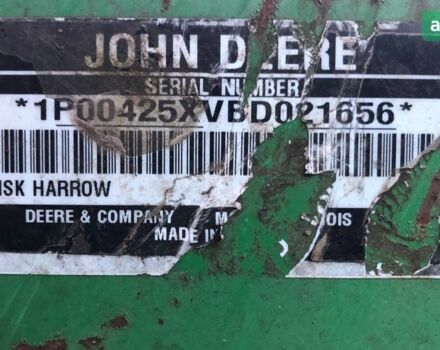 JOHN DEERE
SERIAL NUMBER
*1P00425XVBD021656*
ISK HARROW
DEERE & COMPANY M OIS
MADE IN